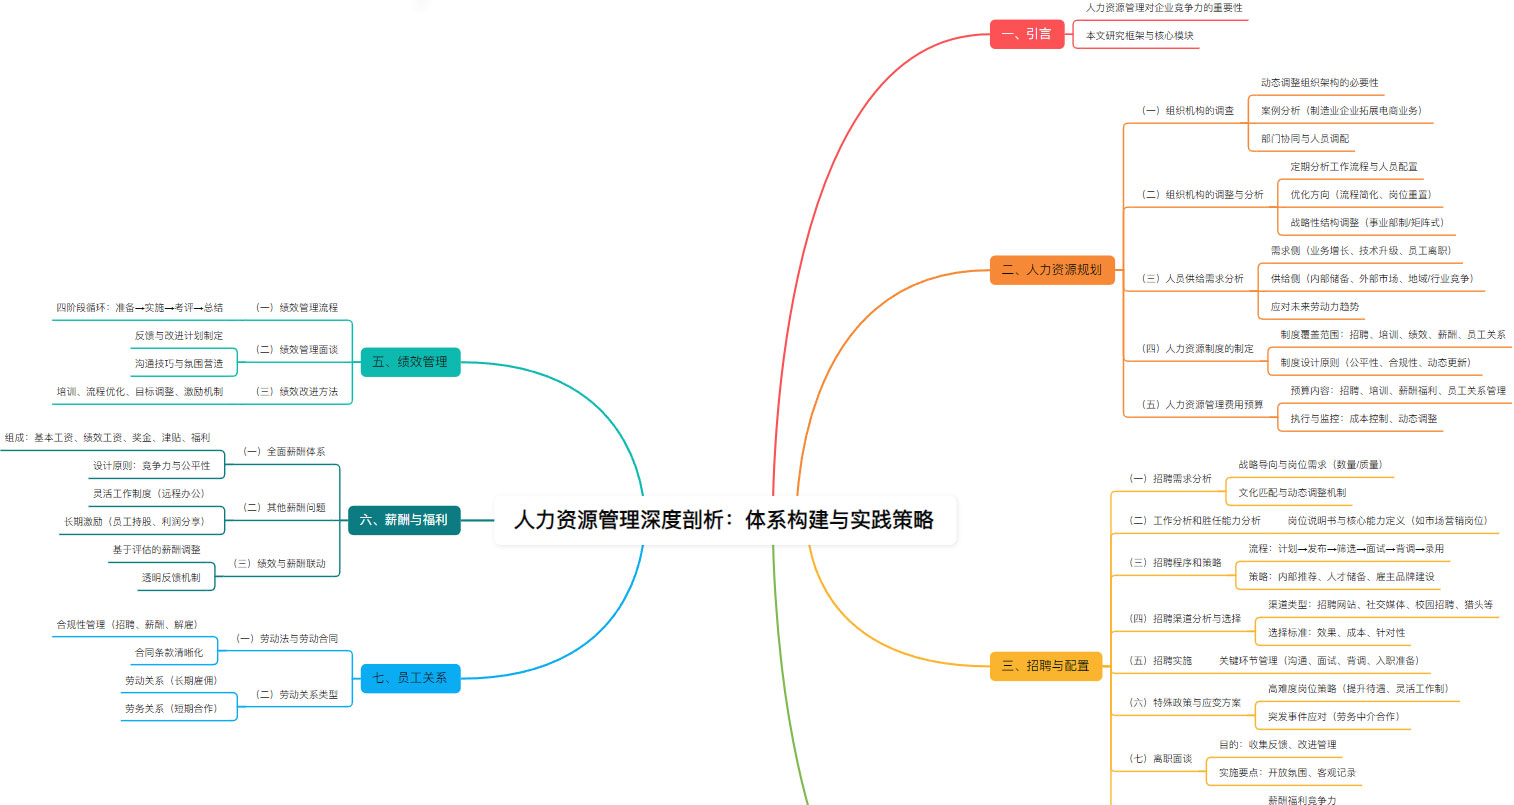 人力资源管理深度剖析：体系构建与实践策略
一、引言
人力资源管理对企业竞争力的重要性
本文研究框架与核心模块
二、人力资源规划
（一）组织机构的调查
动态调整组织架构的必要性
案例分析（制造业企业拓展电商业务）
部门协同与人员调配
（二）组织机构的调整与分析
定期分析工作流程与人员配置
优化方向（流程简化、岗位重置）
战略性结构调整（事业部制/矩阵式）
（三）人员供给需求分析
需求侧（业务增长、技术升级、员工离职）
供给侧（内部储备、外部市场、地域/行业竞争）
应对未来劳动力趋势
（四）人力资源制度的制定
制度覆盖范围：招聘、培训、绩效、薪酬、员工关系
制度设计原则（公平性、合规性、动态更新）
（五）人力资源管理费用预算
预算内容：招聘、培训、薪酬福利、员工关系管理
执行与监控：成本控制、动态调整
三、招聘与配置
（一）招聘需求分析
战略导向与岗位需求（数量/质量）
文化匹配与动态调整机制
（二）工作分析和胜任能力分析
岗位说明书与核心能力定义（如市场营销岗位）
（三）招聘程序和策略
流程：计划→发布→筛选→面试→背调→录用
策略：内部推荐、人才储备、雇主品牌建设
（四）招聘渠道分析与选择
渠道类型：招聘网站、社交媒体、校园招聘、猎头等
选择标准：效果、成本、针对性
（五）招聘实施
关键环节管理（沟通、面试、背调、入职准备）
（六）特殊政策与应变方案
高难度岗位策略（提升待遇、灵活工作制）
突发事件应对（劳务中介合作）
（七）离职面谈
目的：收集反馈、改进管理
实施要点：开放氛围、客观记录
薪酬福利竞争力
五、绩效管理
（一）绩效管理流程
四阶段循环：准备→实施→考评→总结
（二）绩效管理面谈
反馈与改进计划制定
沟通技巧与氛围营造
（三）绩效改进方法
培训、流程优化、目标调整、激励机制
六、薪酬与福利
（一）全面薪酬体系
组成：基本工资、绩效工资、奖金、津贴、福利
设计原则：竞争力与公平性
（二）其他薪酬问题
灵活工作制度（远程办公）
长期激励（员工持股、利润分享）
（三）绩效与薪酬联动
基于评估的薪酬调整
透明反馈机制
七、员工关系
（一）劳动法与劳动合同
合规性管理（招聘、薪酬、解雇）
合同条款清晰化
（二）劳动关系类型
劳动关系（长期雇佣）
劳务关系（短期合作）